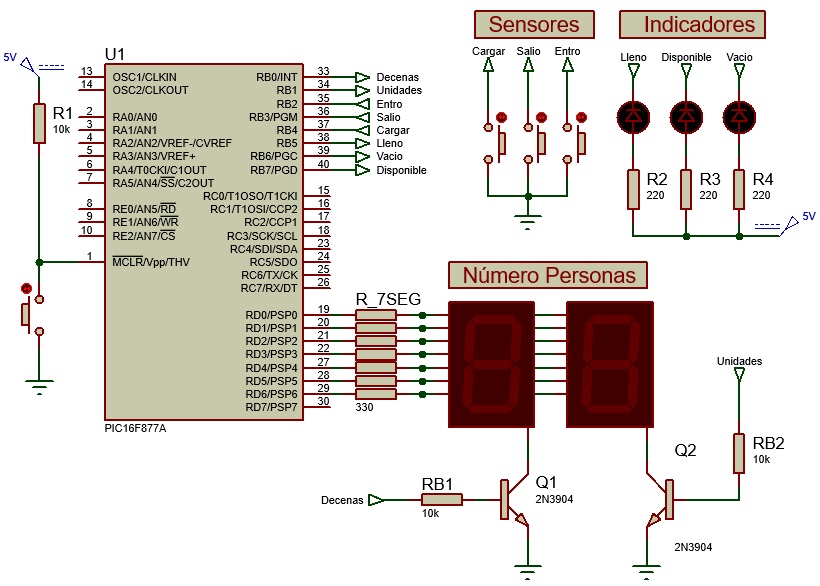 Sensores
Indicadores
Cargar Salio Entro
Lleno Disponible Vacio
5V
U1
R1
10k
13 OSC1/CLKIN
14 OSC2/CLKOUT
2 RA0/AN0
3 RA1/AN1
4 RA2/AN2/VREF-/CVREF
5 RA3/AN3/VREF+
6 RA4/T0CKI/C1OUT
7 RA5/AN4/SS/C2OUT
8 RE0/AN5/RD
9 RE1/AN6/WR
10 RE2/AN7/CS
1 MCLR/Vpp/THV
RB0/INT 33 Decenas
RB1 34 Unidades
RB2 35 Entro
RB3/PGM 36 Salio
RB4 37 Cargar
RB5 38 Lleno
RB6/PGC 39 Vacio
RB7/PGD 40 Disponible
RC0/T1OSO/T1CKI 15
RC1/T1OSI/CCP2 16
RC2/CCP1 17
RC3/SCK/SCL 18
RC4/SDI/SDA 23
RC5/SDO 24
RC6/TX/CK 25
RC7/RX/DT 26
RD0/PSP0 19
RD1/PSP1 20
RD2/PSP2 21
RD3/PSP3 22
RD4/PSP4 27
RD5/PSP5 28
RD6/PSP6 29
RD7/PSP7 30
PIC16F877A
R2
220
R3
220
R4
220
5V
Número Personas
R_7SEG
330
Unidades
RB2
10k
Q2
2N3904
Decenas
RB1
10k
Q1
2N3904